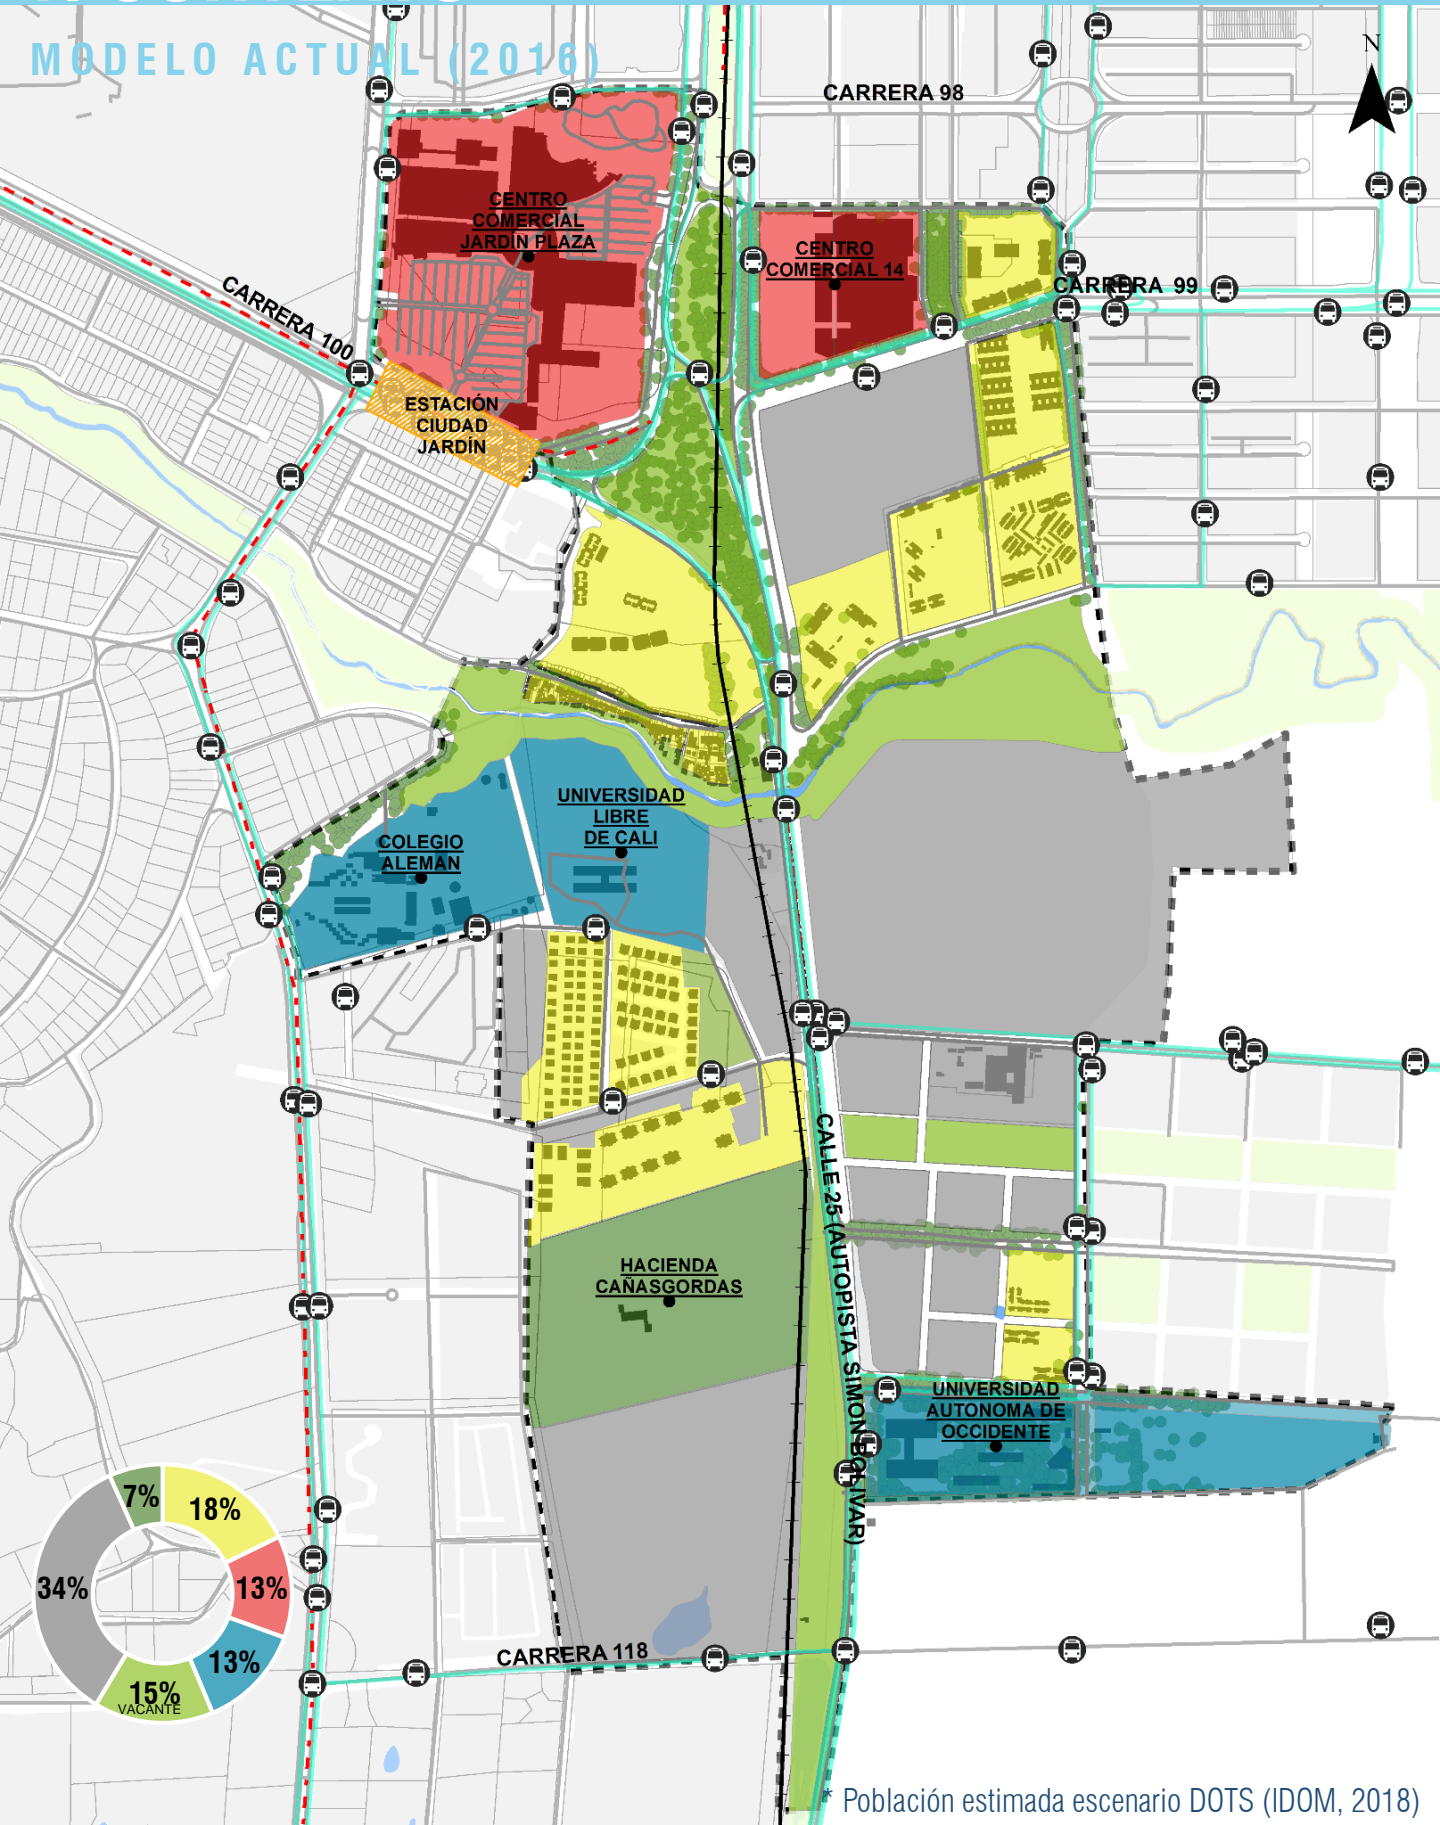 MODELO ACTUAL (2016)
N
CARRERA 98
CENTRO
COMERCIAL
JARDÍN PLAZA
CENTRO
COMERCIAL 14
CARRERA 99
CARRERA 100
ESTACIÓN
CIUDAD
JARDÍN
UNIVERSIDAD
LIBRE
DE CALI
COLEGIO
ALEMÁN
CALLE 25 (AUTOPISTA SIMON BOLIVAR)
HACIENDA
CAÑASGORDAS
UNIVERSIDAD
AUTONOMA DE
OCCIDENTE
7%
18%
34%
13%
13%
15%
VACANTE
CARRERA 118
* Población estimada escenario DOTS (IDOM, 2018)